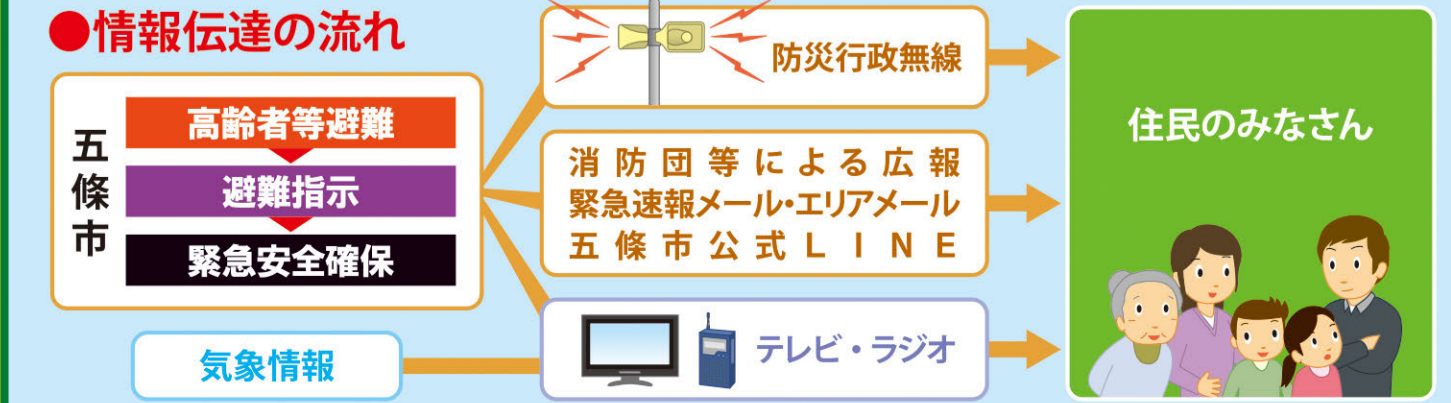 ●情報伝達の流れ
五條市
高齢者等避難
避難指示
緊急安全確保
気象情報
防災行政無線
消防団等による広報
緊急速報メール・エリアメール
五條市公式LINE
テレビ・ラジオ
住民のみなさん